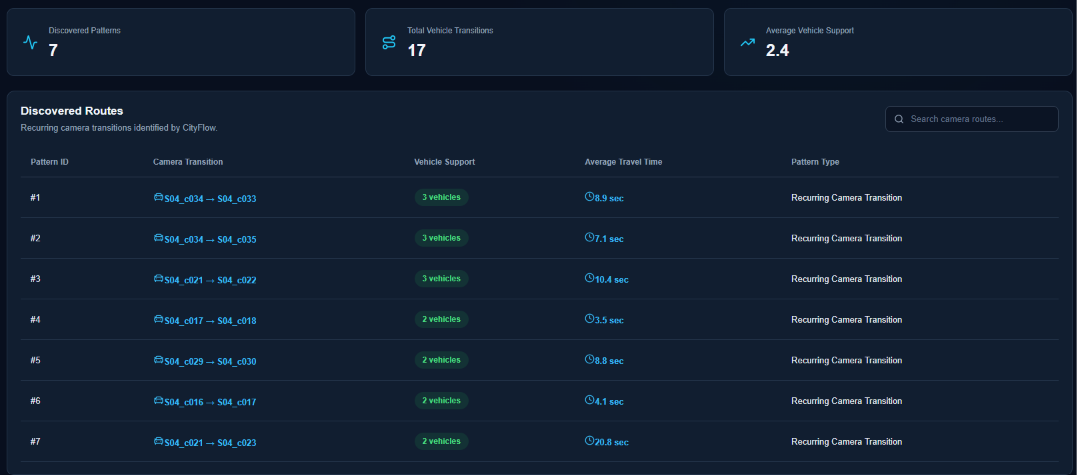 Discovered Patterns
7
Total Vehicle Transitions
17
Average Vehicle Support
2.4
Discovered Routes
Recurring camera transitions identified by CityFlow.
Search camera routes...
Pattern ID Camera Transition Vehicle Support Average Travel Time Pattern Type
#1 S04_c034 → S04_c033 3 vehicles 8.9 sec Recurring Camera Transition
#2 S04_c034 → S04_c035 3 vehicles 7.1 sec Recurring Camera Transition
#3 S04_c021 → S04_c022 3 vehicles 10.4 sec Recurring Camera Transition
#4 S04_c017 → S04_c018 2 vehicles 3.5 sec Recurring Camera Transition
#5 S04_c029 → S04_c030 2 vehicles 8.8 sec Recurring Camera Transition
#6 S04_c016 → S04_c017 2 vehicles 4.1 sec Recurring Camera Transition
#7 S04_c021 → S04_c023 2 vehicles 20.8 sec Recurring Camera Transition